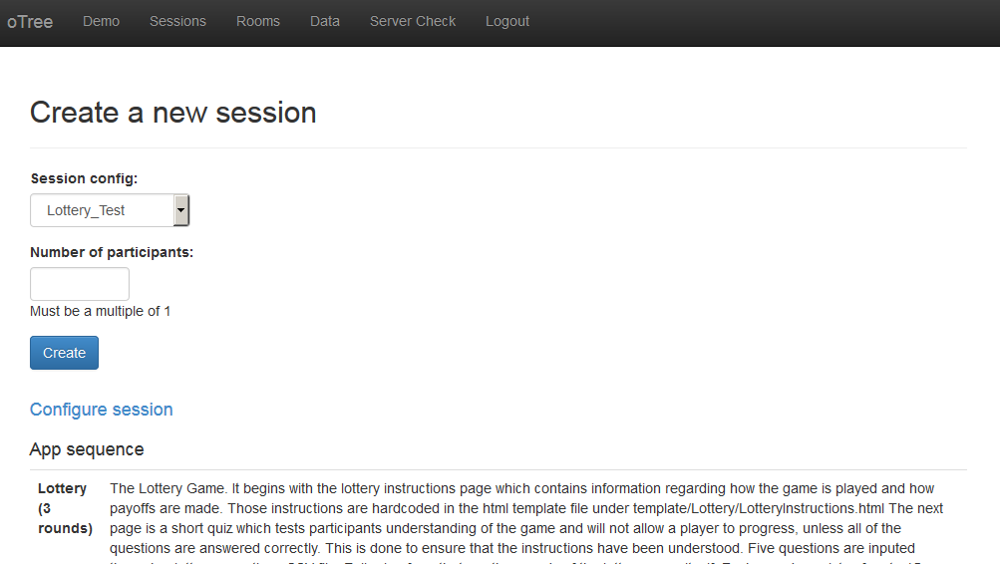 oTree Demo Sessions Rooms Data Server Check Logout
Create a new session
Session config:
Lottery_Test
Number of participants:
Must be a multiple of 1
Create
Configure session
App sequence
Lottery (3 rounds)
The Lottery Game. It begins with the lottery instructions page which contains information regarding how the game is played and how
payoffs are made. Those instructions are hardcoded in the html template file under template/Lottery/LotteryInstructions.html The next
page is a short quiz which tests participants understanding of the game and will not allow a player to progress, unless all of the
questions are answered correctly. This is done to ensure that the instructions have been understood. Five questions are inputed